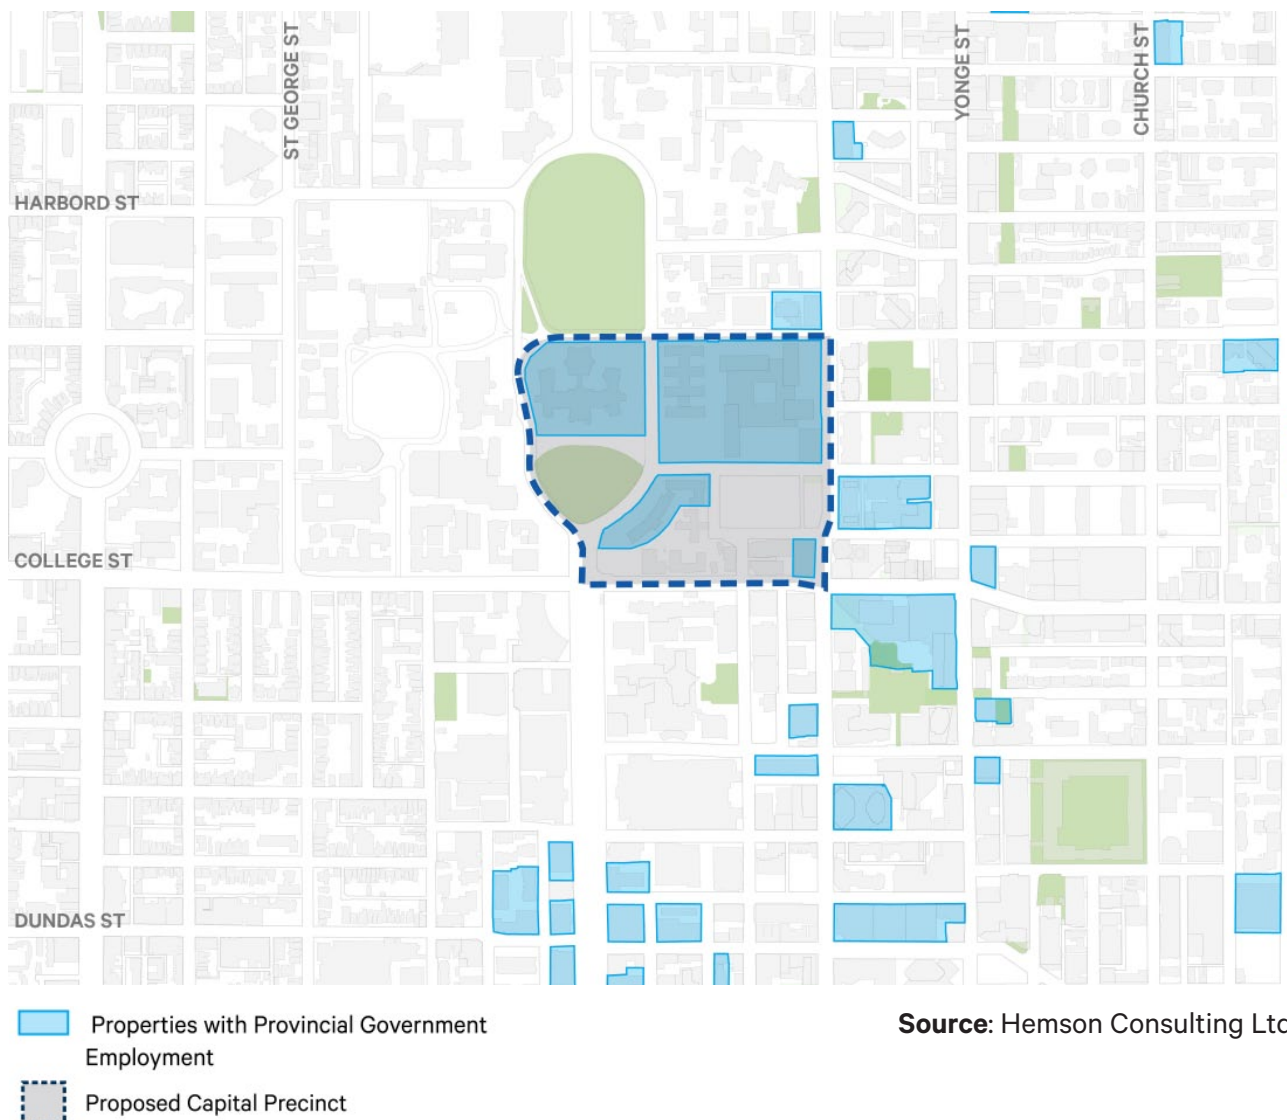 ST GEORGE ST
YONGE ST
CHURCH ST
HARBORD ST
COLLEGE ST
DUNDAS ST
Properties with Provincial Government
Employment
Source: Hemson Consulting Ltd
Proposed Capital Precinct